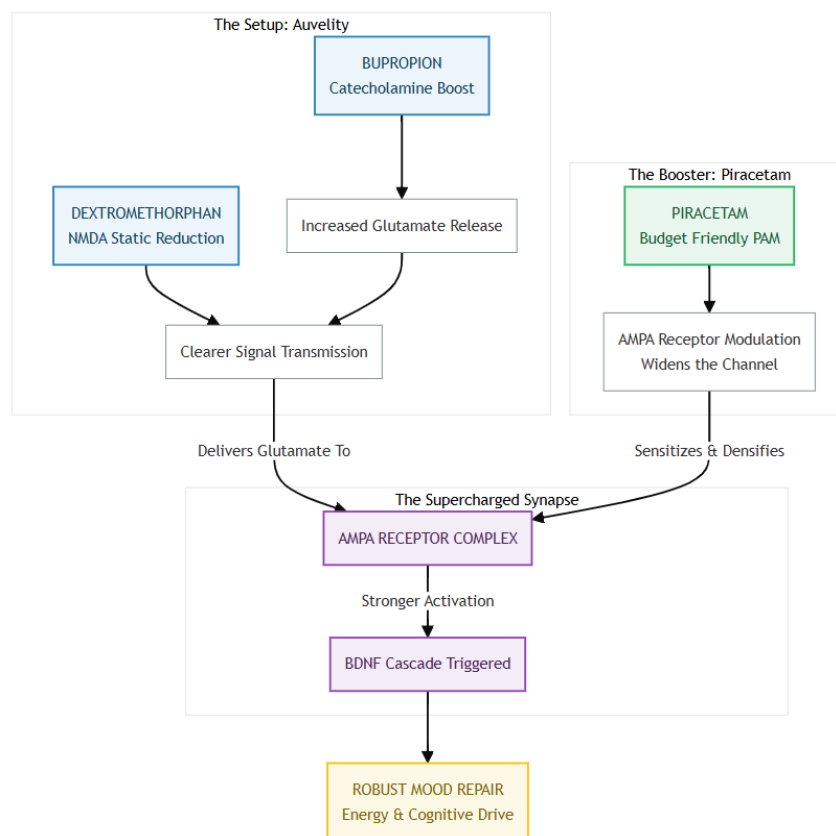 The Setup: Auvelity
BUPROPION
Catecholamine Boost
The Booster: Piracetam
DEXTROMETHORPHAN
NMDA Static Reduction
Increased Glutamate Release
PIRACETAM
Budget Friendly PAM
Clearer Signal Transmission
AMPA Receptor Modulation
Widens the Channel
Delivers Glutamate To
Sensitizes & Densifies
The Supercharged Synapse
AMPA RECEPTOR COMPLEX
Stronger Activation
BDNF Cascade Triggered
ROBUST MOOD REPAIR
Energy & Cognitive Drive